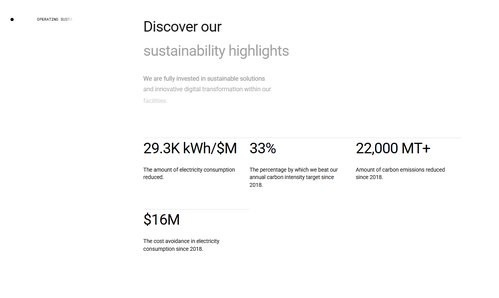 OPERATING SUST
Discover our
sustainability highlights
We are fully invested in sustainable solutions
and innovative digital transformation within our
facilities.
29.3K kWh/$M
The amount of electricity consumption
reduced.
33%
The percentage by which we beat our
annual carbon intensity target since
2018.
22,000 MT+
Amount of carbon emissions reduced
since 2018.
$16M
The cost avoidance in electricity
consumption since 2018.